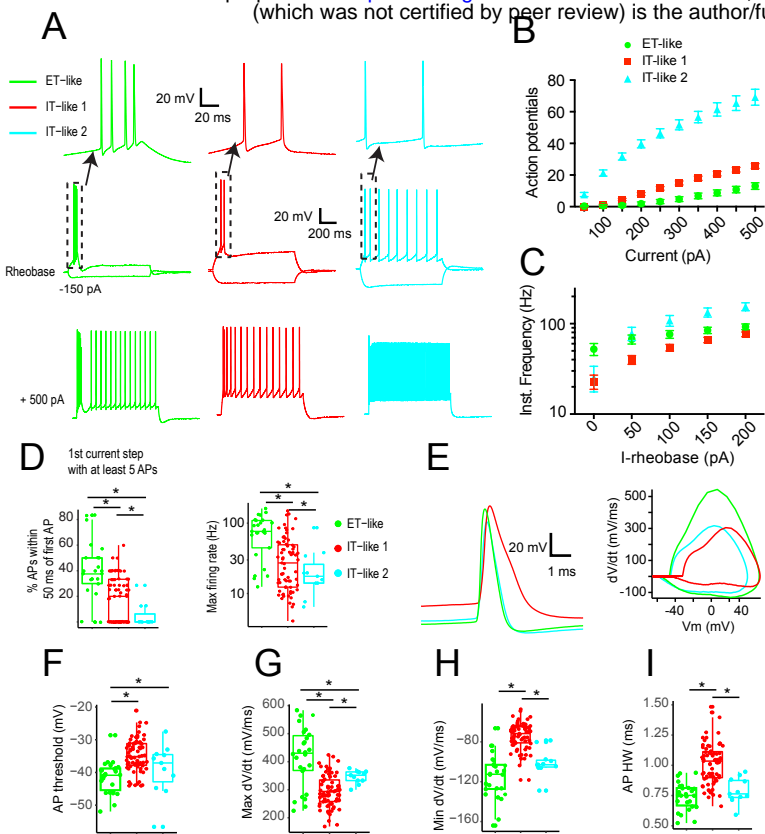 (which was not certified by peer review) is the author/fu
A
ET-like
IT-like 1
IT-like 2
20 mV
20 ms
20 mV
200 ms
Rheobase
-150 pA
+ 500 pA
B
ET-like
IT-like 1
IT-like 2
Action potentials
80
60
40
20
0
100
200
300
400
500
Current (pA)
C
Inst. Frequency (Hz)
100
10
0
50
100
150
200
I-rheobase (pA)
D
1st current step
with at least 5 APs
% APs within
50 ms of first AP
80
60
40
20
* * *
Max firing rate (Hz)
100
30
10
* * *
ET-like
IT-like 1
IT-like 2
E
20 mV
1 ms
dV/dt (mV/ms)
500
300
100
-100
-40
0
40
Vm (mV)
F
AP threshold (mV)
−20
−30
−40
−50
* *
G
Max dV/dt (mV/ms)
600
500
400
300
200
* * *
H
Min dV/dt (mV/ms)
−80
−120
−160
* *
I
AP HW (ms)
1.50
1.25
1.00
0.75
0.50
* *